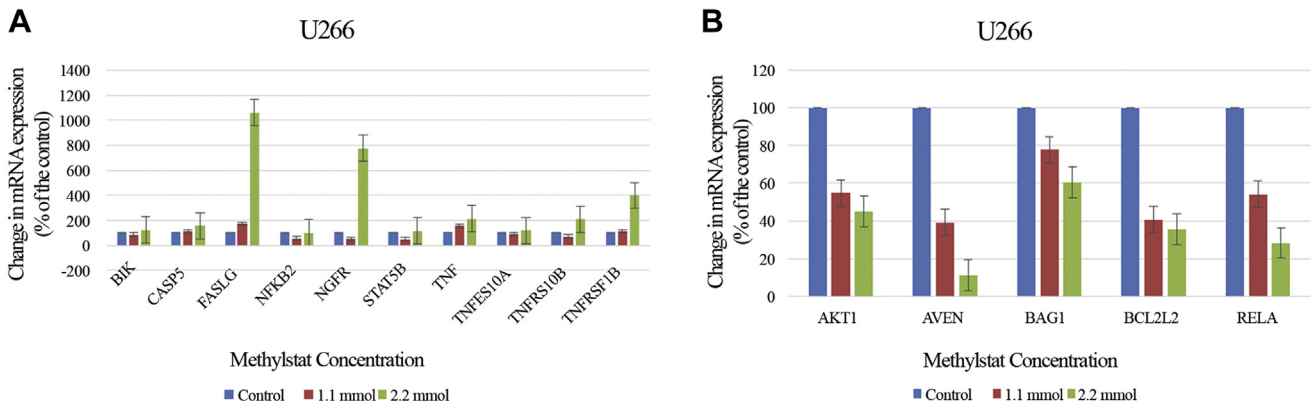 A
U266
Change in mRNA expression
(% of the control)
1400
1200
1000
800
600
400
200
0
-200
BIK
CASP5
FASLG
NFKB2
NGFR
STAT5B
TNF
TNFES10A
TNFRS10B
TNFRSF1B
Methylstat Concentration
Control 1.1 mmol 2.2 mmol
B
U266
Change in mRNA expression
(% of the control)
120
100
80
60
40
20
0
AKT1 AVEN BAG1 BCL2L2 RELA
Methylstat Concentration
Control 1.1 mmol 2.2 mmol